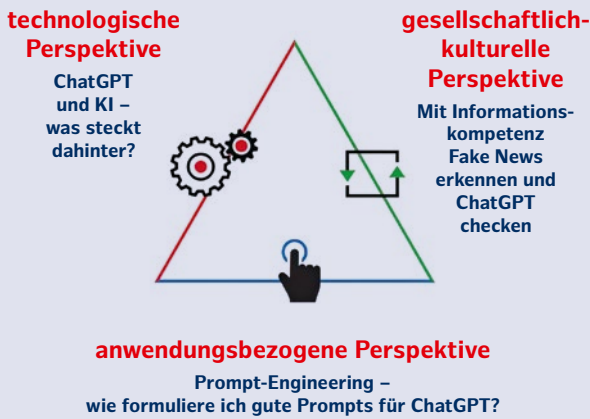 technologische
Perspektive
ChatGPT
und KI –
was steckt
dahinter?
gesellschaftlich-
kulturelle
Perspektive
Mit Informations-
kompetenz
Fake News
erkennen und
ChatGPT
checken
anwendungsbezogene Perspektive
Prompt-Engineering –
wie formuliere ich gute Prompts für ChatGPT?